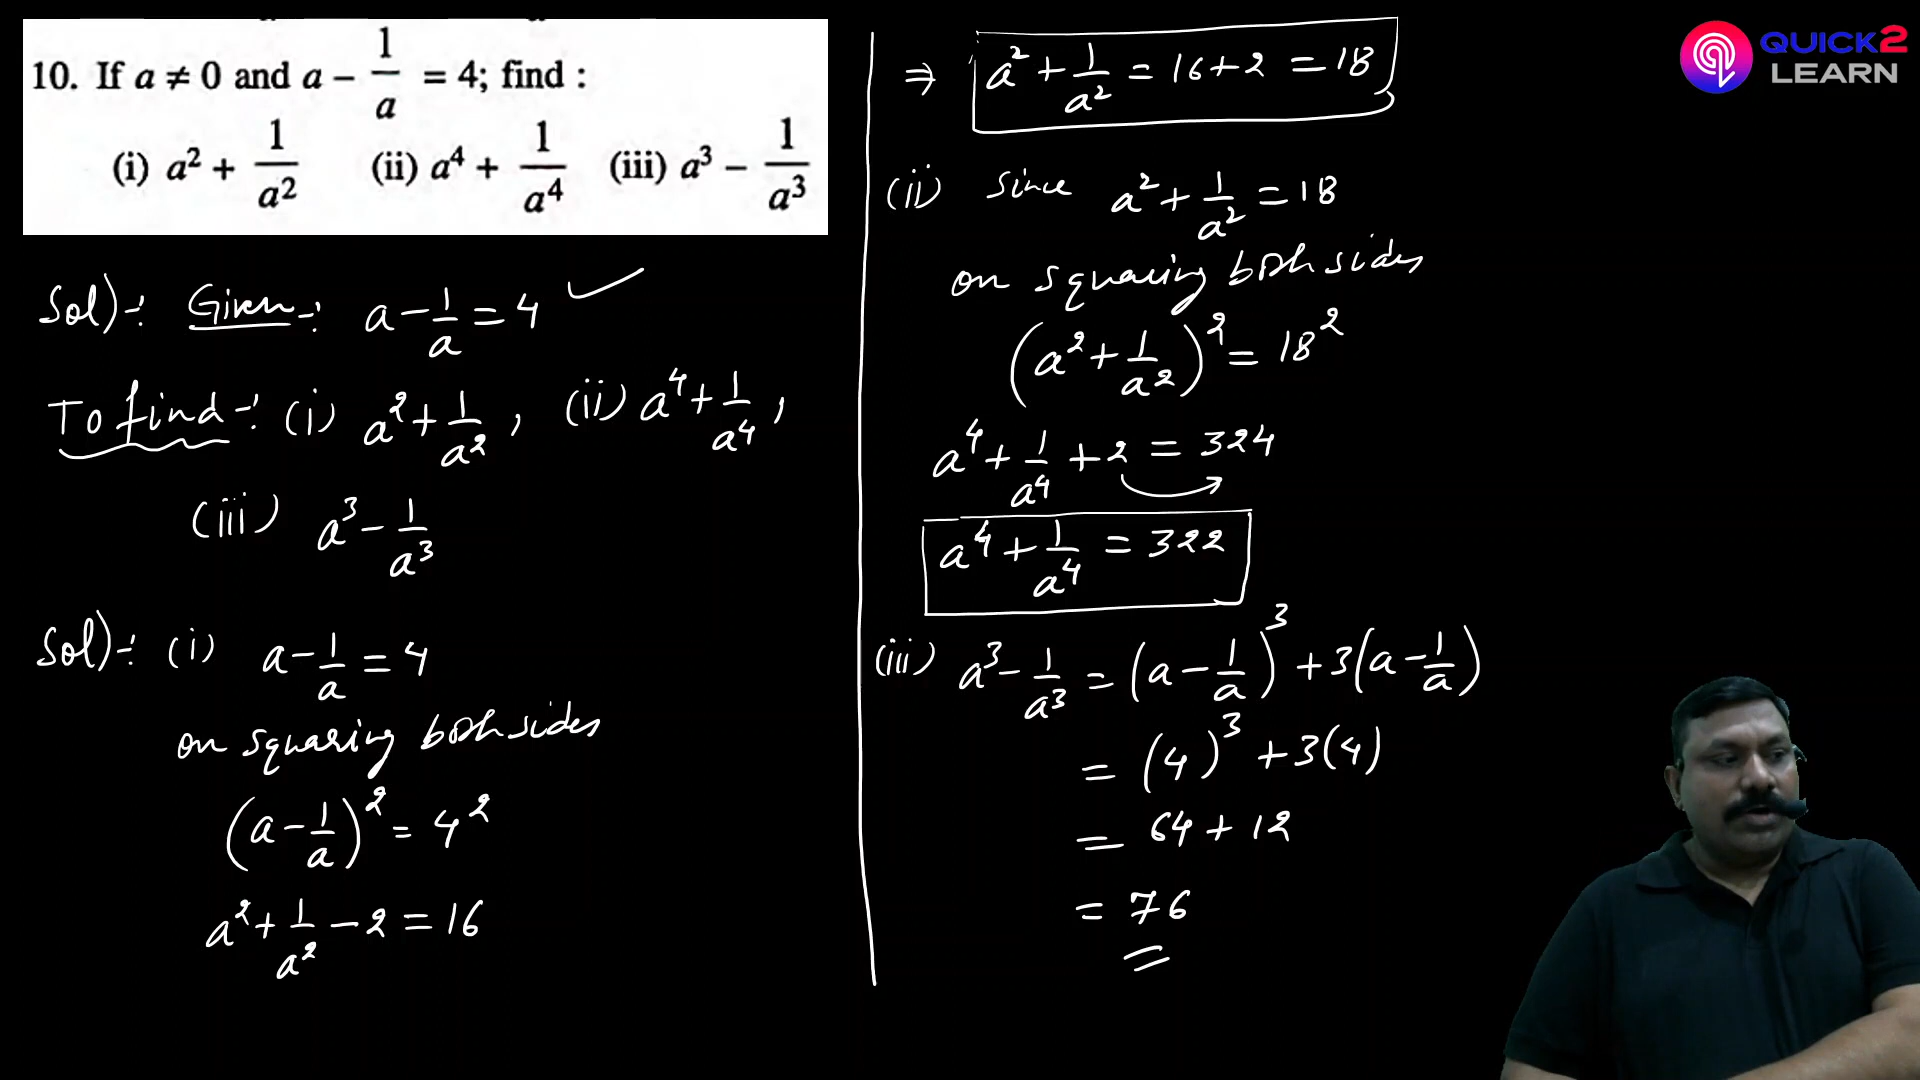 10. If a ≠ 0 and a − 1/a = 4; find :
(i) a² + 1/a² (ii) a⁴ + 1/a⁴ (iii) a³ − 1/a³
Sol):- Given:- a − 1/a = 4 ✓
To find:- (i) a² + 1/a² , (ii) a⁴ + 1/a⁴ ,
(iii) a³ − 1/a³
Sol):- (i) a − 1/a = 4
on squaring both sides
(a − 1/a)² = 4²
a² + 1/a² − 2 = 16
⇒ a² + 1/a² = 16 + 2 = 18
(ii) Since a² + 1/a² = 18
on squaring both sides
(a² + 1/a²)² = 18²
a⁴ + 1/a⁴ + 2 = 324
a⁴ + 1/a⁴ = 322
(iii) a³ − 1/a³ = (a − 1/a)³ + 3(a − 1/a)
= (4)³ + 3(4)
= 64 + 12
= 76
QUICK2
LEARN